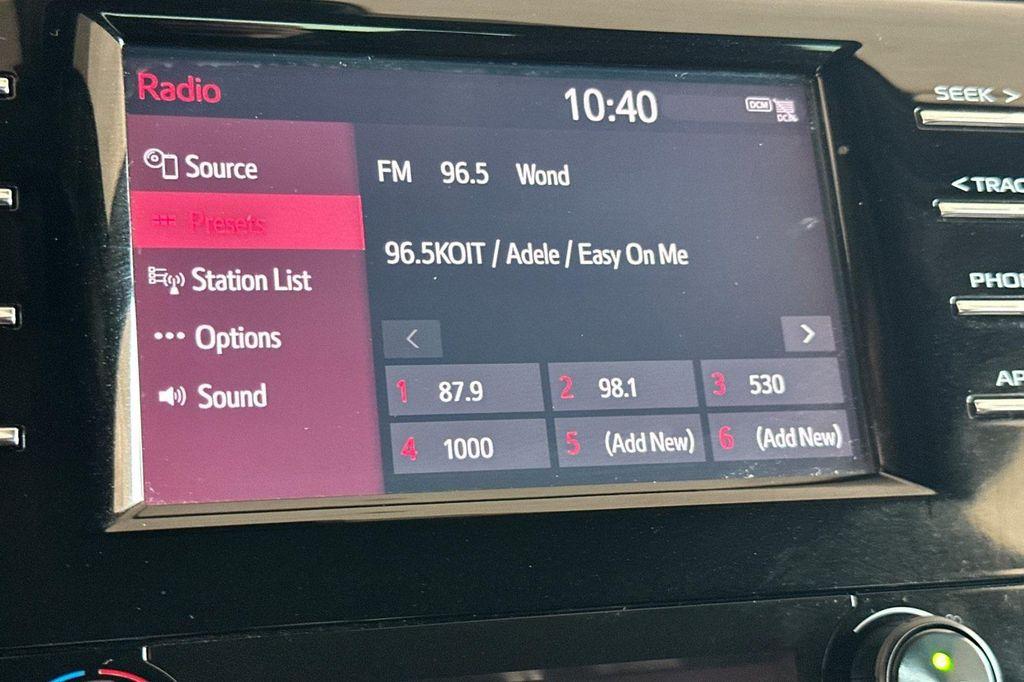 Radio
10:40
DCM
SEEK >
Source
FM 96.5 Wond
< TRAC
Presets
96.5KOIT / Adele / Easy On Me
Station List
PHO
Options
< >
1 87.9
2 98.1
3 530
AP
Sound
4 1000
5 (Add New)
6 (Add New)